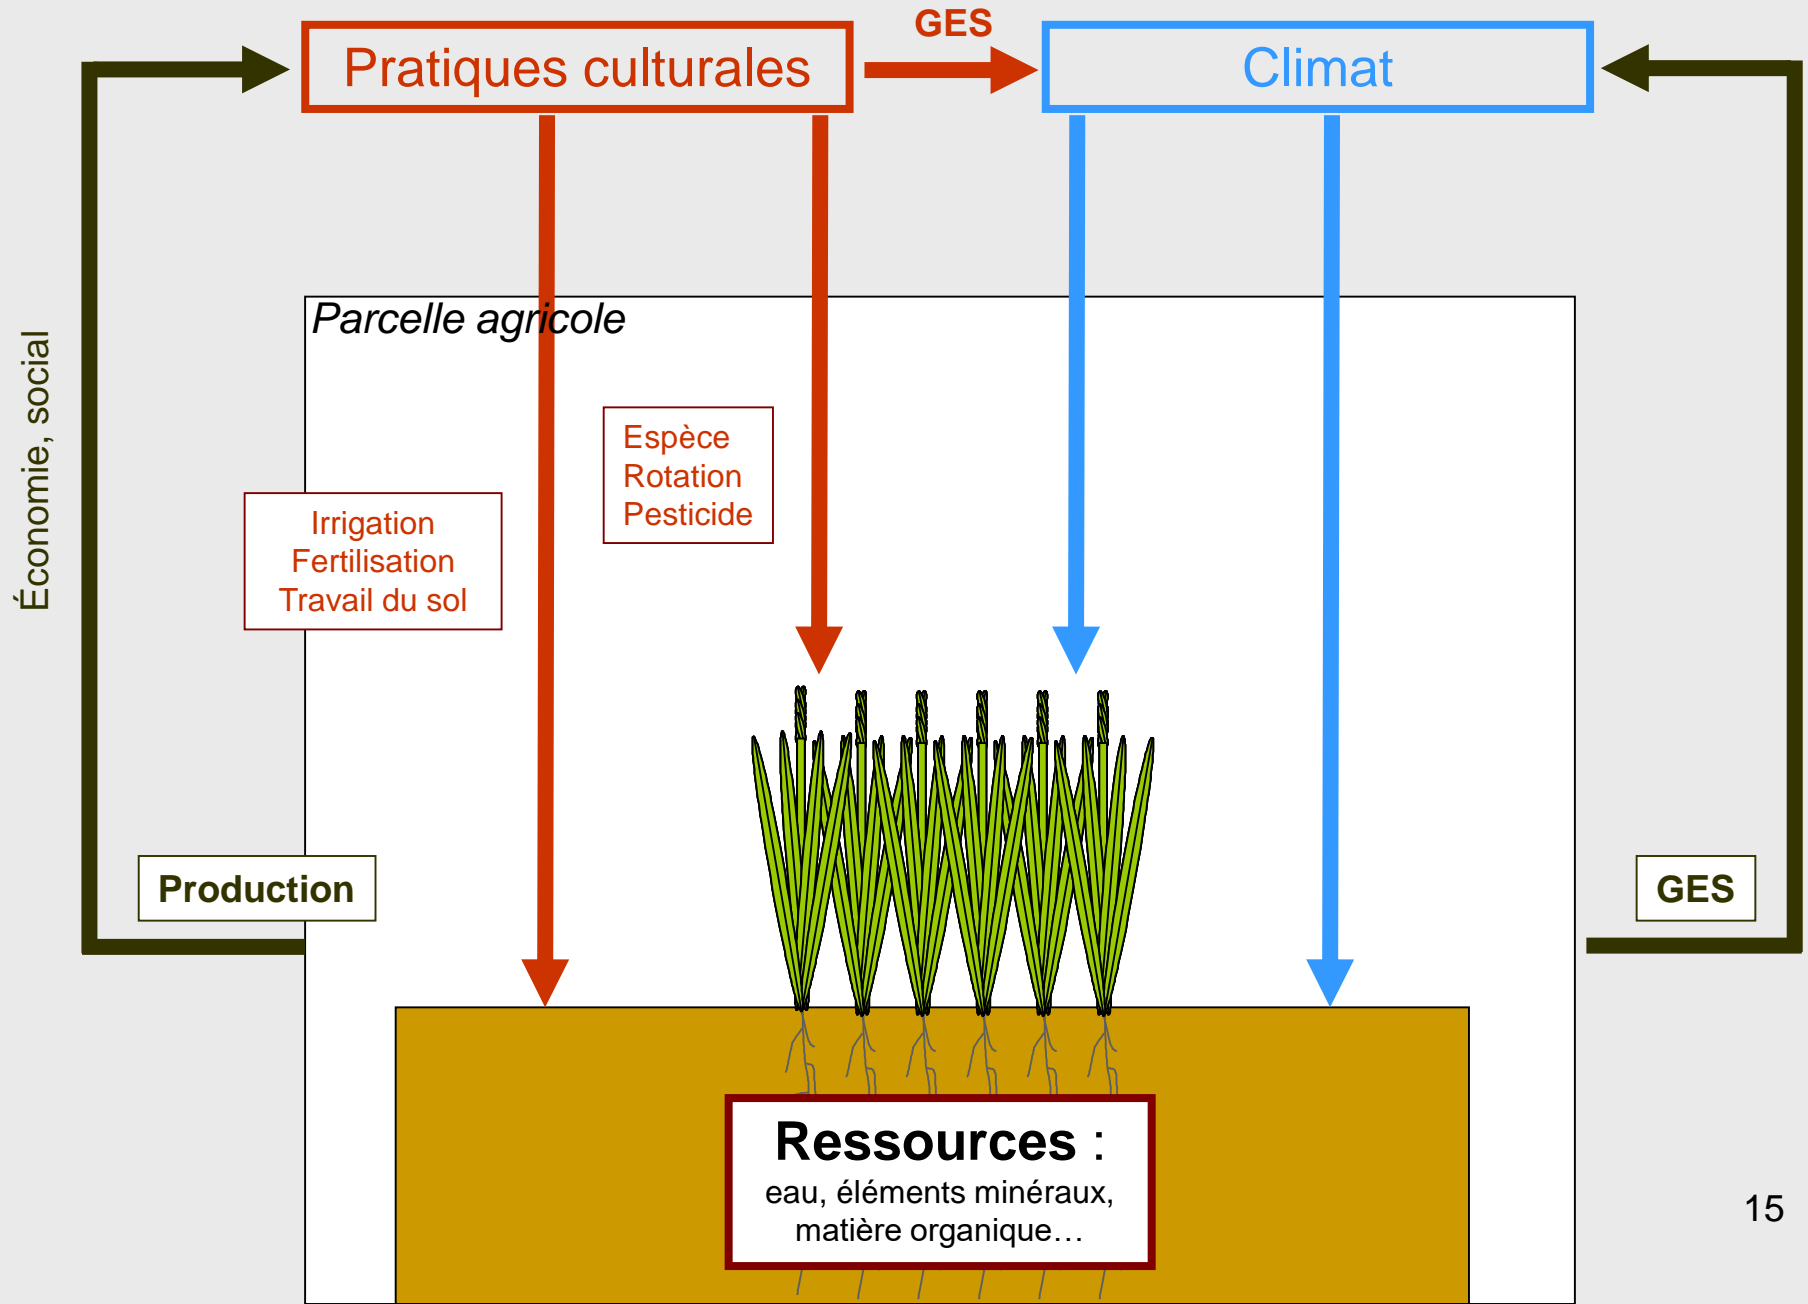 GES
Pratiques culturales
Climat
Parcelle agricole
Économie, social
Espèce
Rotation
Pesticide
Irrigation
Fertilisation
Travail du sol
Production
GES
Ressources :
eau, éléments minéraux,
matière organique…
15